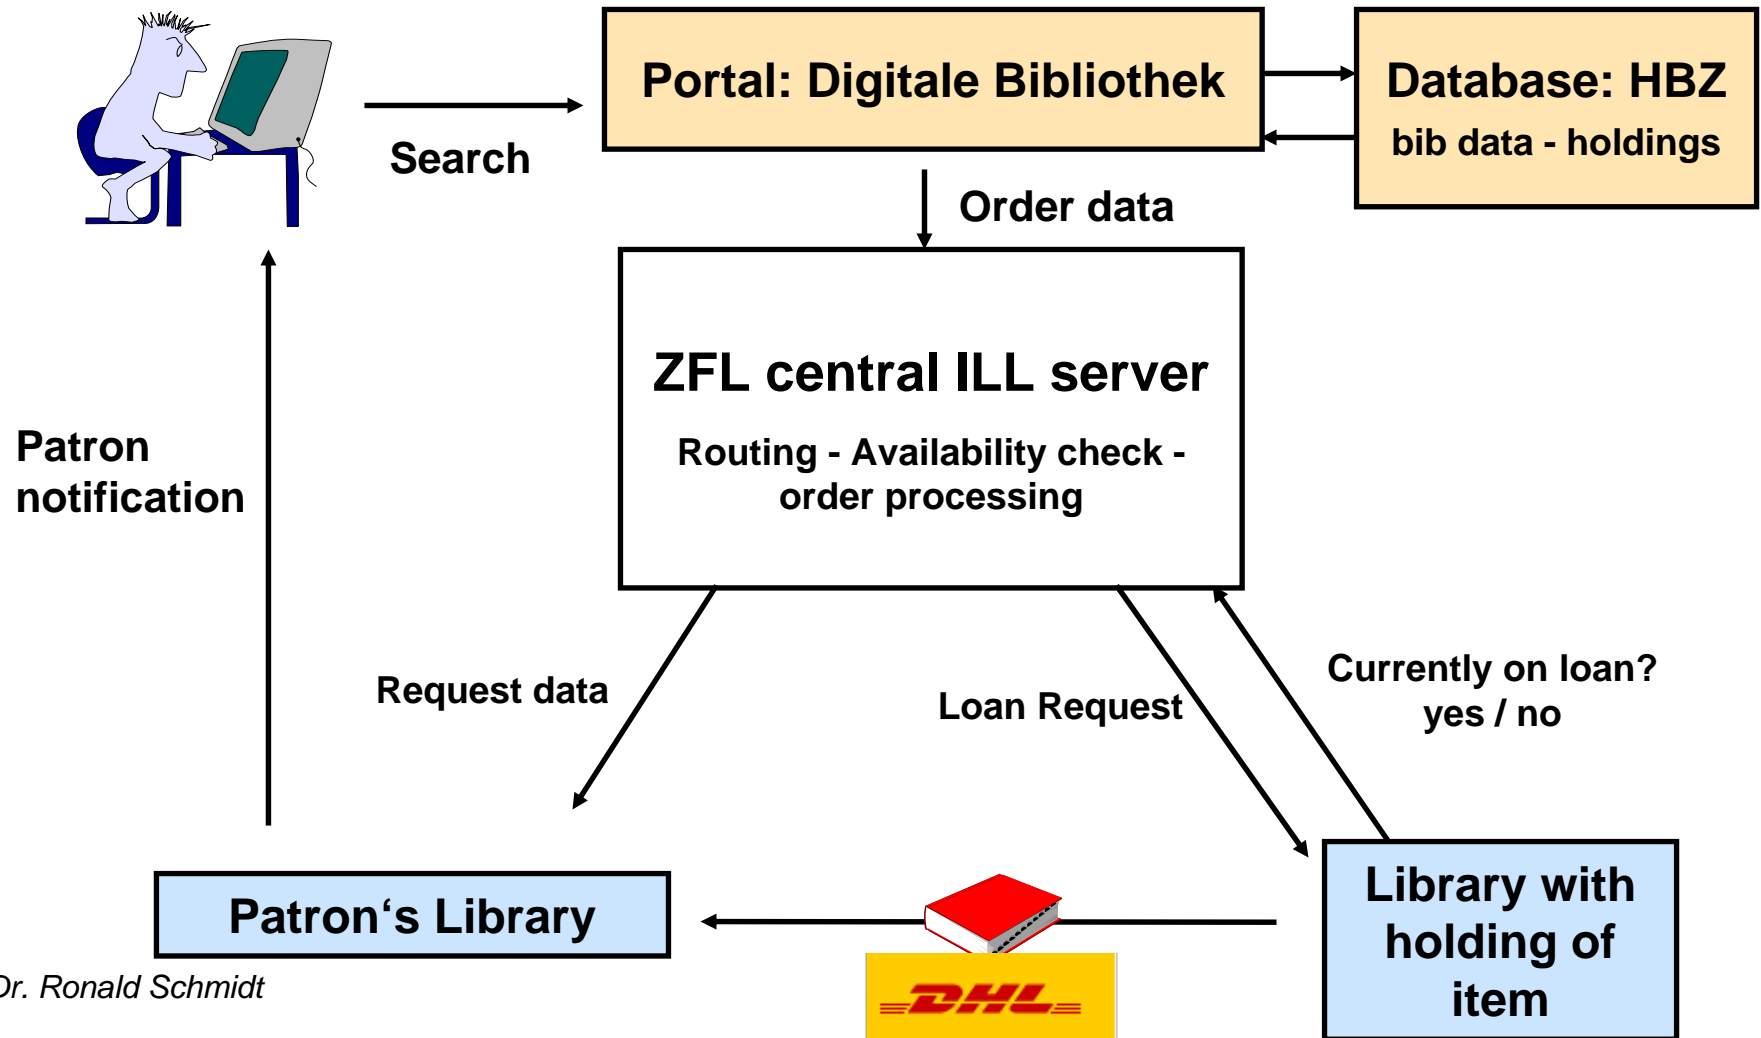 Portal: Digitale Bibliothek
Database: HBZ
bib data - holdings
Search
Order data
ZFL central ILL server
Routing - Availability check -
order processing
Patron
notification
Request data
Loan Request
Currently on loan?
yes / no
Patron‘s Library
Library with
holding of
item
Dr. Ronald Schmidt
DHL